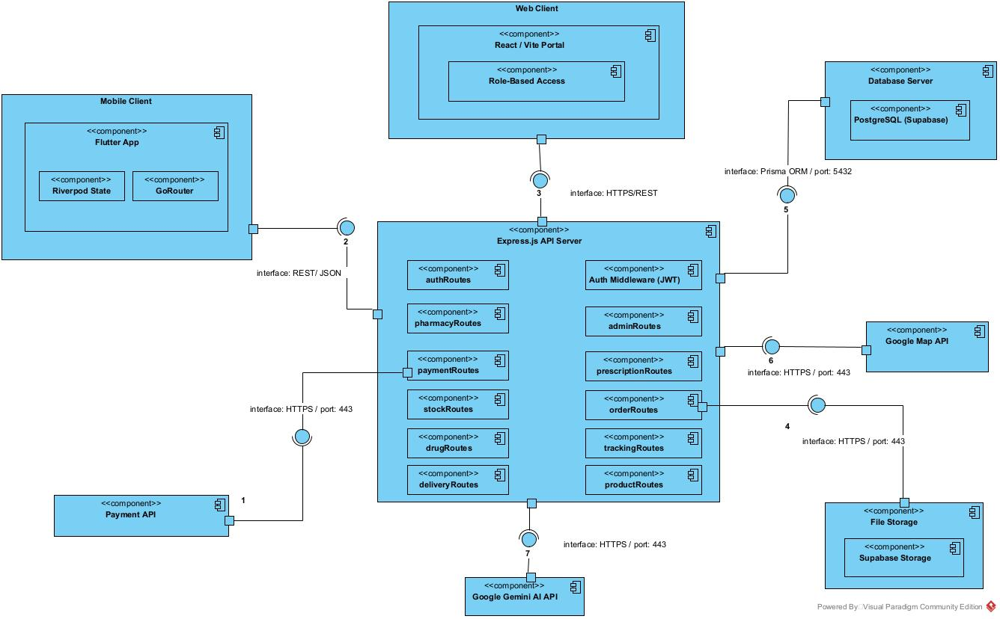 Web Client
<<component>>
React / Vite Portal
<<component>>
Role-Based Access
Mobile Client
<<component>>
Flutter App
<<component>>
Riverpod State
<<component>>
GoRouter
<<component>>
Database Server
<<component>>
PostgreSQL (Supabase)
interface: Prisma ORM / port: 5432
5
3
interface: HTTPS/REST
2
interface: REST/ JSON
<<component>>
Express.js API Server
<<component>>
authRoutes
<<component>>
Auth Middleware (JWT)
<<component>>
pharmacyRoutes
<<component>>
adminRoutes
<<component>>
paymentRoutes
<<component>>
prescriptionRoutes
<<component>>
stockRoutes
<<component>>
orderRoutes
<<component>>
drugRoutes
<<component>>
trackingRoutes
<<component>>
deliveryRoutes
<<component>>
productRoutes
<<component>>
Google Map API
6
interface: HTTPS / port: 443
interface: HTTPS / port: 443
4
interface: HTTPS / port: 443
1
<<component>>
Payment API
<<component>>
File Storage
<<component>>
Supabase Storage
7
interface: HTTPS / port: 443
<<component>>
Google Gemini AI API
Powered By Visual Paradigm Community Edition